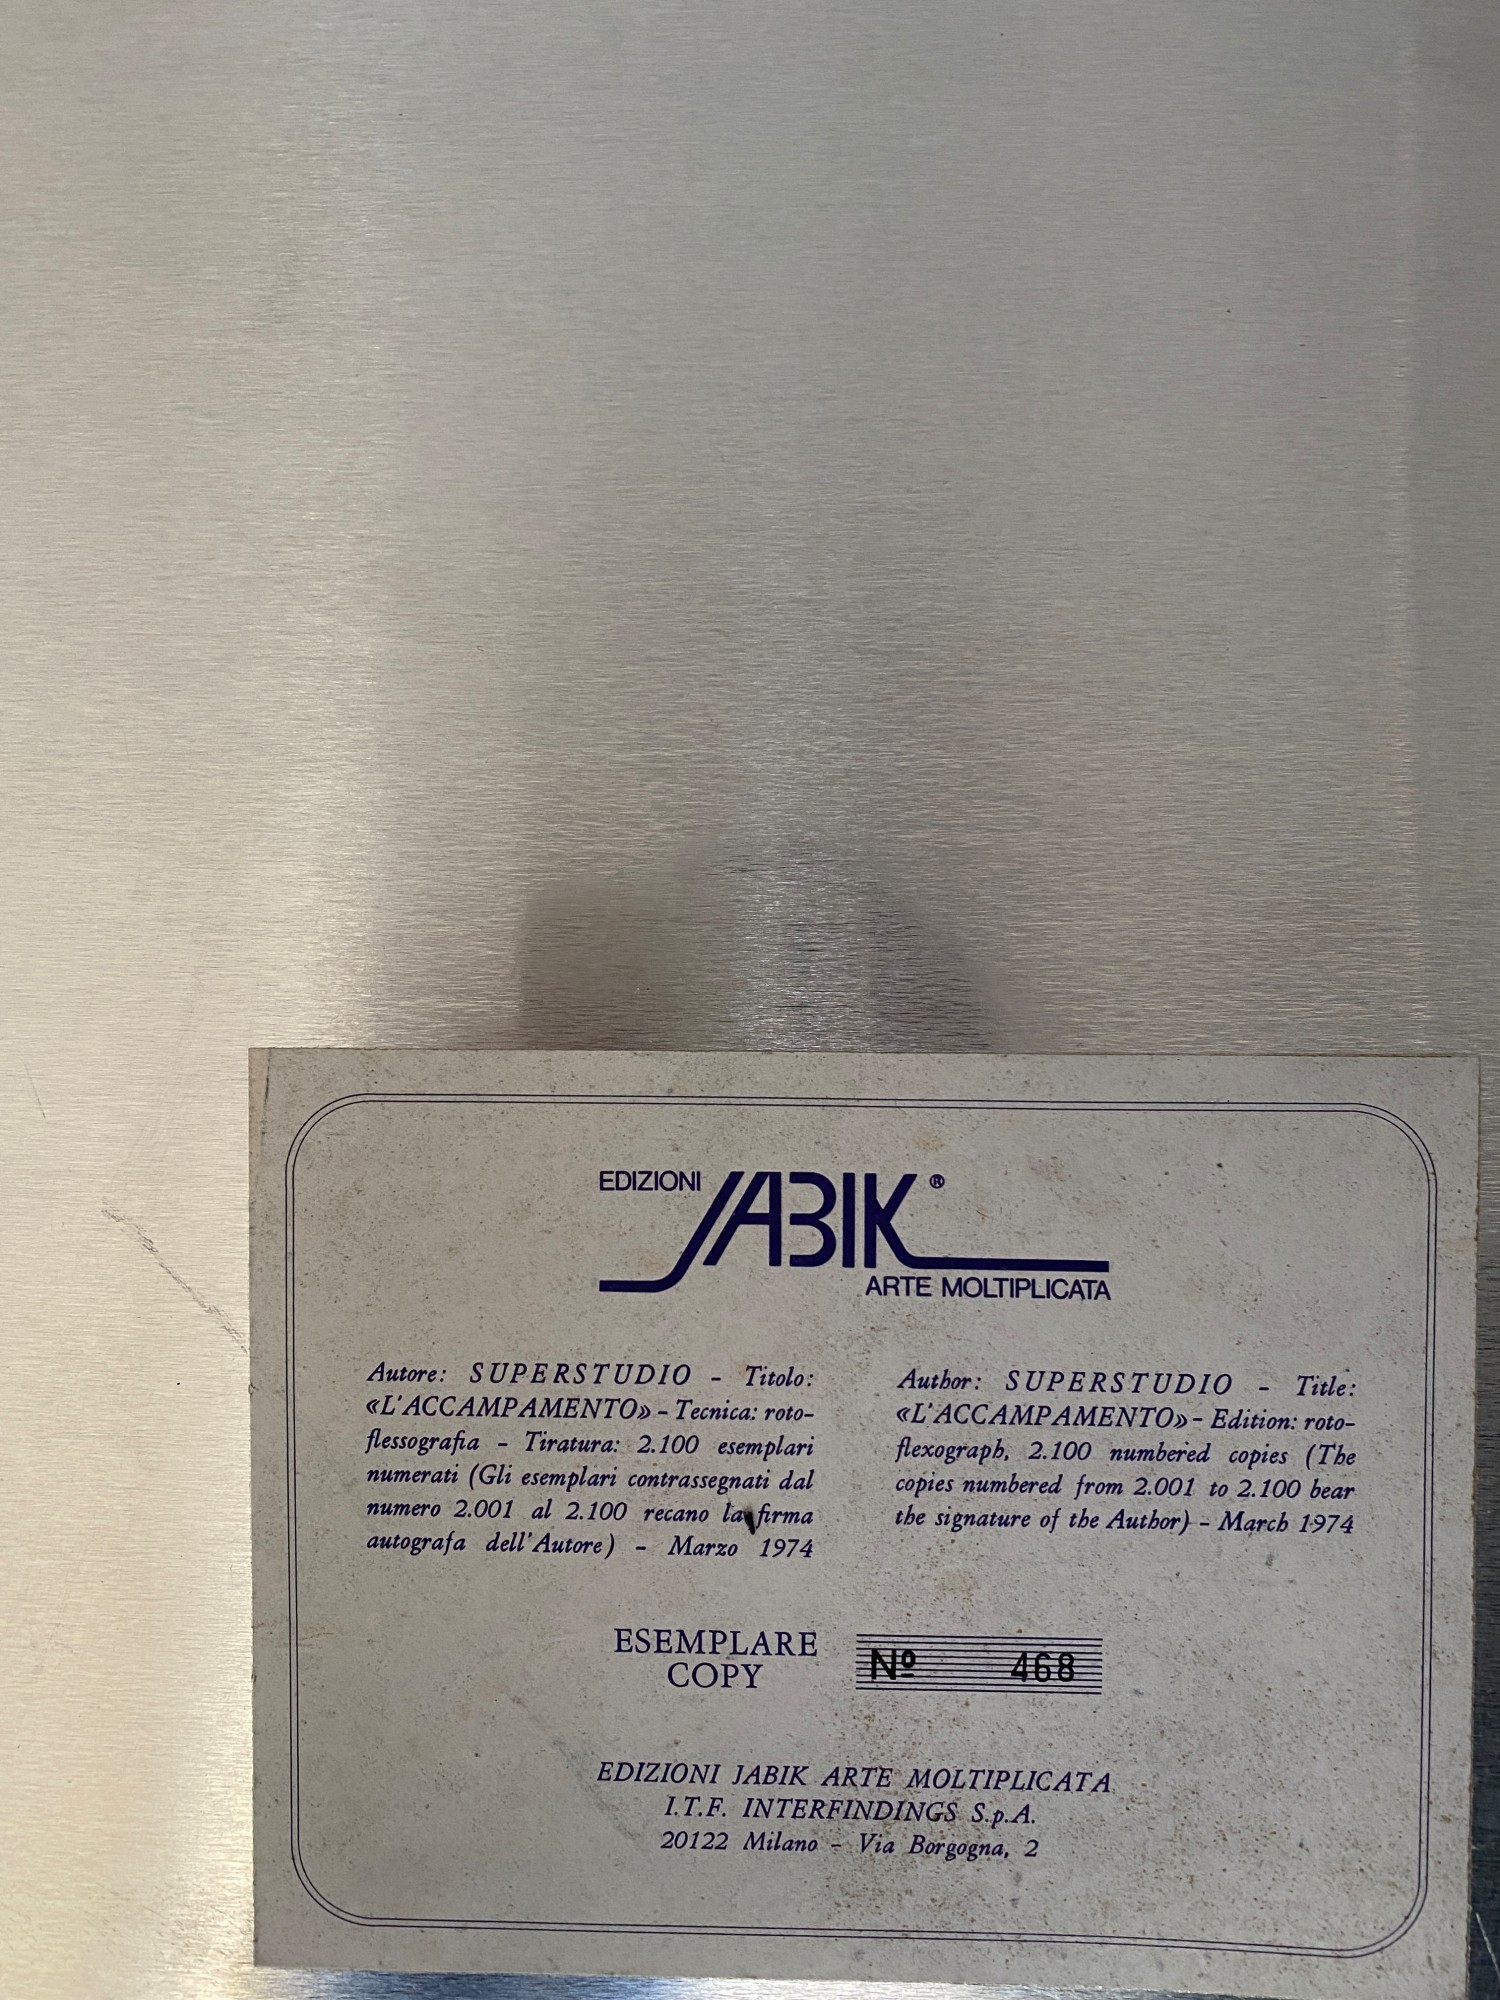 EDIZIONI JABIK®
ARTE MOLTIPLICATA
Autore: SUPERSTUDIO - Titolo:
«L'ACCAMPAMENTO» - Tecnica: roto-
flessografia - Tiratura: 2.100 esemplari
numerati (Gli esemplari contrassegnati dal
numero 2.001 al 2.100 recano la firma
autografa dell'Autore) - Marzo 1974
Author: SUPERSTUDIO - Title:
«L'ACCAMPAMENTO» - Edition: roto-
flexograph, 2.100 numbered copies (The
copies numbered from 2.001 to 2.100 bear
the signature of the Author) - March 1974
ESEMPLARE
COPY
Nº 468
EDIZIONI JABIK ARTE MOLTIPLICATA
I.T.F. INTERFINDINGS S.p.A.
20122 Milano - Via Borgogna, 2